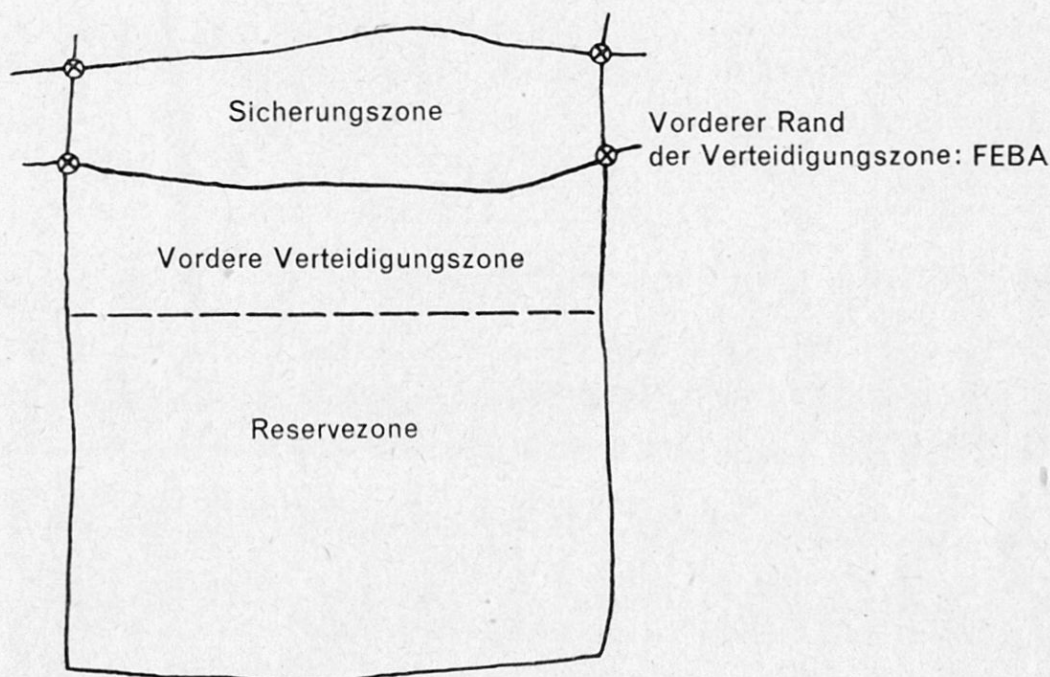 Sicherungszone
Vorderer Rand
der Verteidigungszone: FEBA
Vordere Verteidigungszone
Reservezone